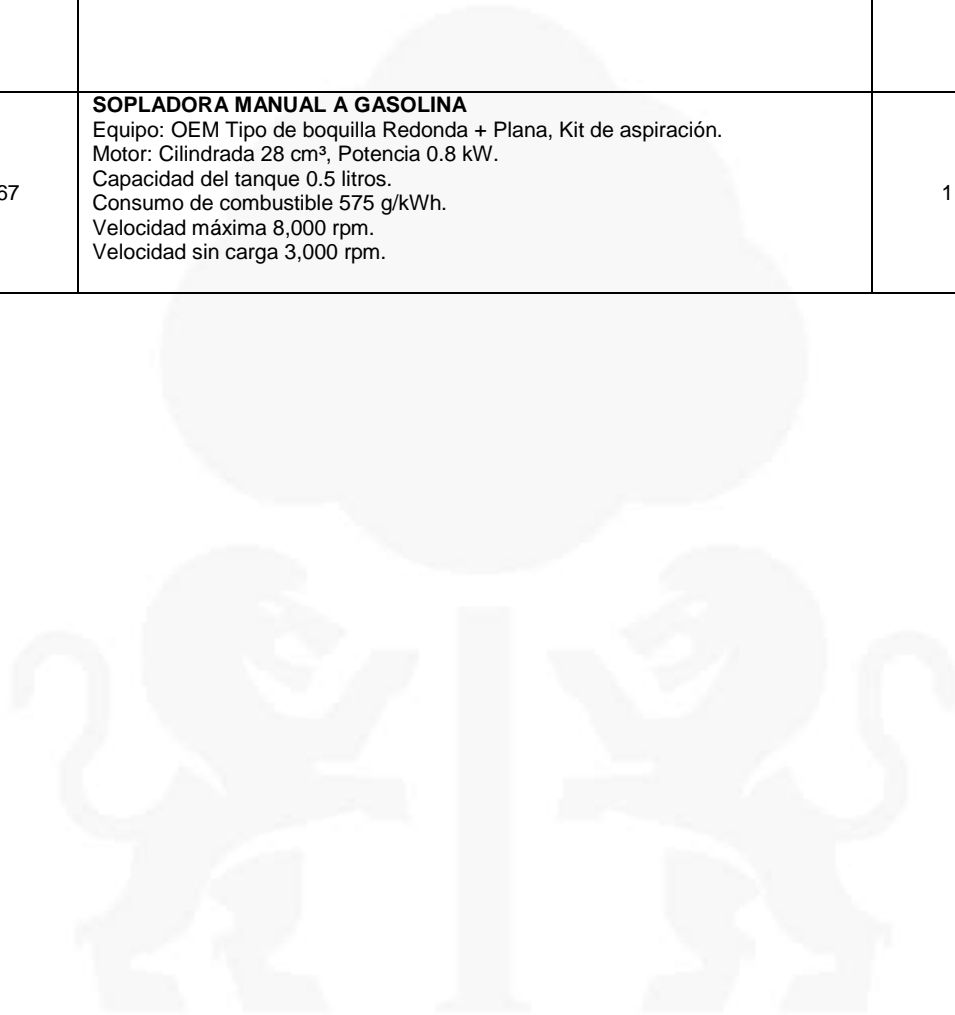 SOPLADORA MANUAL A GASOLINA
Equipo: OEM Tipo de boquilla Redonda + Plana, Kit de aspiración.
Motor: Cilindrada 28 cm³, Potencia 0.8 kW.
Capacidad del tanque 0.5 litros.
67
Consumo de combustible 575 g/kWh.
1
Velocidad máxima 8,000 rpm.
Velocidad sin carga 3,000 rpm.